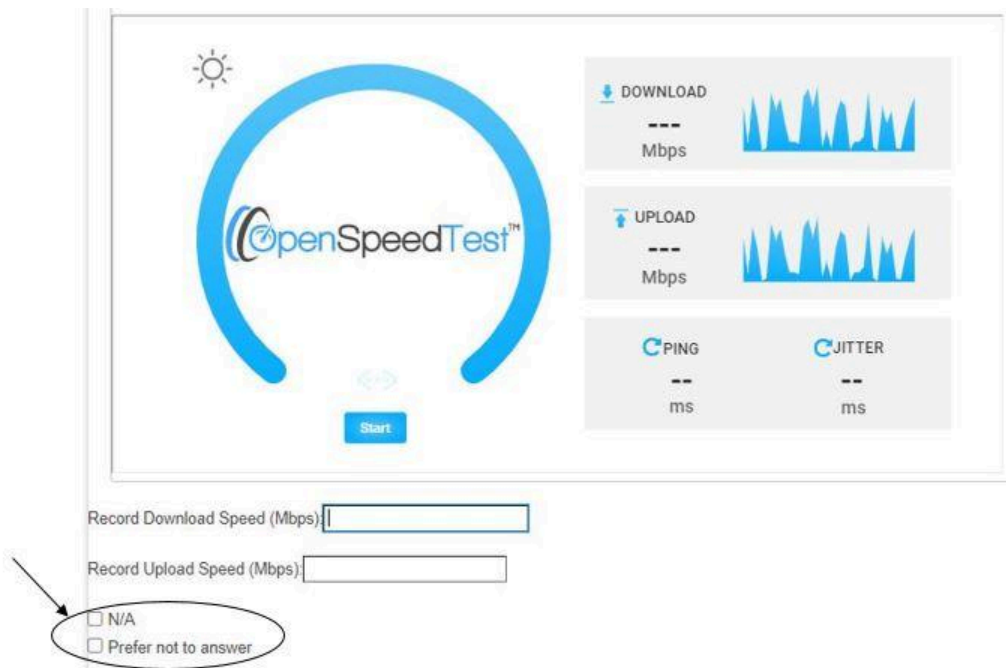 DOWNLOAD
---
Mbps
OpenSpeedTest™
UPLOAD
---
Mbps
PING
--
ms
JITTER
--
ms
Start
Record Download Speed (Mbps):
Record Upload Speed (Mbps):
N/A
Prefer not to answer